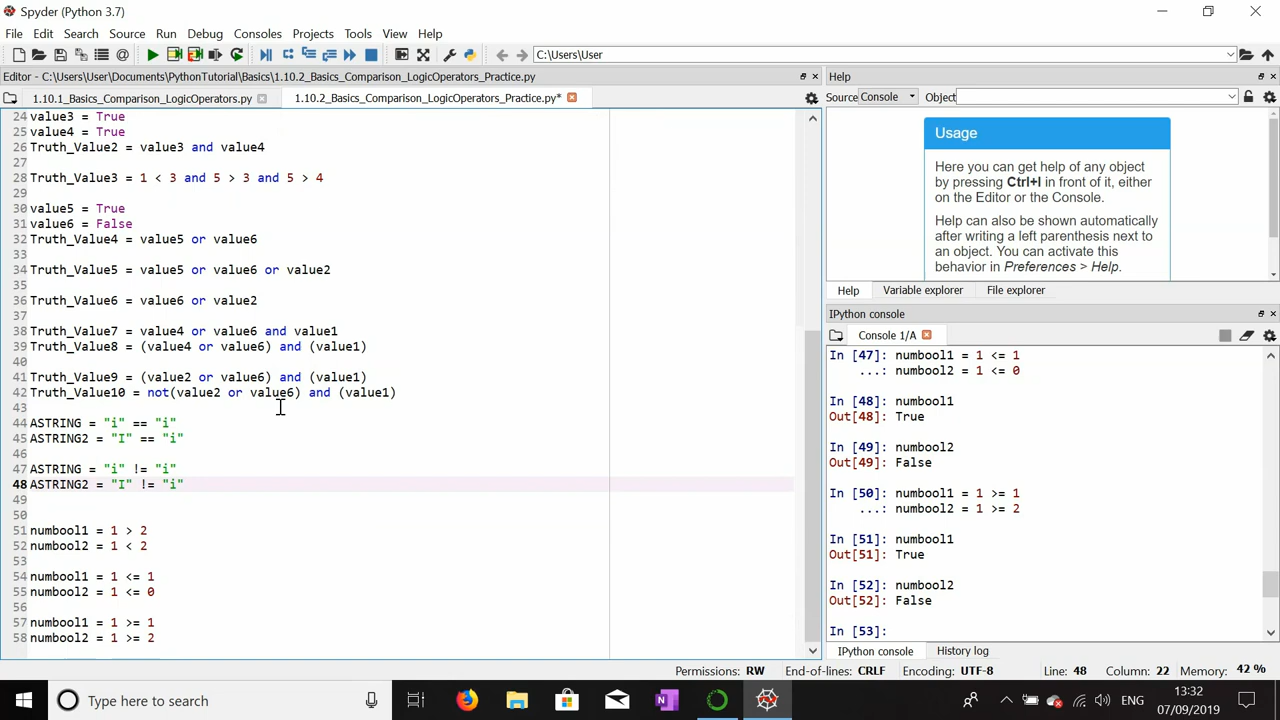 Spyder (Python 3.7)
File Edit Search Source Run Debug Consoles Projects Tools View Help
C:\Users\User
Editor - C:\Users\User\Documents\PythonTutorial\Basics\1.10.2_Basics_Comparison_LogicOperators_Practice.py
1.10.1_Basics_Comparison_LogicOperators.py 1.10.2_Basics_Comparison_LogicOperators_Practice.py*
24 value3 = True
25 value4 = True
26 Truth_Value2 = value3 and value4
27
28 Truth_Value3 = 1 < 3 and 5 > 3 and 5 > 4
29
30 value5 = True
31 value6 = False
32 Truth_Value4 = value5 or value6
33
34 Truth_Value5 = value5 or value6 or value2
35
36 Truth_Value6 = value6 or value2
37
38 Truth_Value7 = value4 or value6 and value1
39 Truth_Value8 = (value4 or value6) and (value1)
40
41 Truth_Value9 = (value2 or value6) and (value1)
42 Truth_Value10 = not(value2 or value6) and (value1)
43
44 ASTRING = "i" == "i"
45 ASTRING2 = "I" == "i"
46
47 ASTRING = "i" != "i"
48 ASTRING2 = "I" != "i"
49
50
51 numbool1 = 1 > 2
52 numbool2 = 1 < 2
53
54 numbool1 = 1 <= 1
55 numbool2 = 1 <= 0
56
57 numbool1 = 1 >= 1
58 numbool2 = 1 >= 2
Help
Source Console Object
Usage
Here you can get help of any object
by pressing Ctrl+I in front of it, either
on the Editor or the Console.
Help can also be shown automatically
after writing a left parenthesis next to
an object. You can activate this
behavior in Preferences > Help.
Help Variable explorer File explorer
IPython console
Console 1/A
In [47]: numbool1 = 1 <= 1
...: numbool2 = 1 <= 0
In [48]: numbool1
Out[48]: True
In [49]: numbool2
Out[49]: False
In [50]: numbool1 = 1 >= 1
...: numbool2 = 1 >= 2
In [51]: numbool1
Out[51]: True
In [52]: numbool2
Out[52]: False
In [53]:
IPython console History log
Permissions: RW End-of-lines: CRLF Encoding: UTF-8 Line: 48 Column: 22 Memory: 42 %
Type here to search
ENG
13:32
07/09/2019